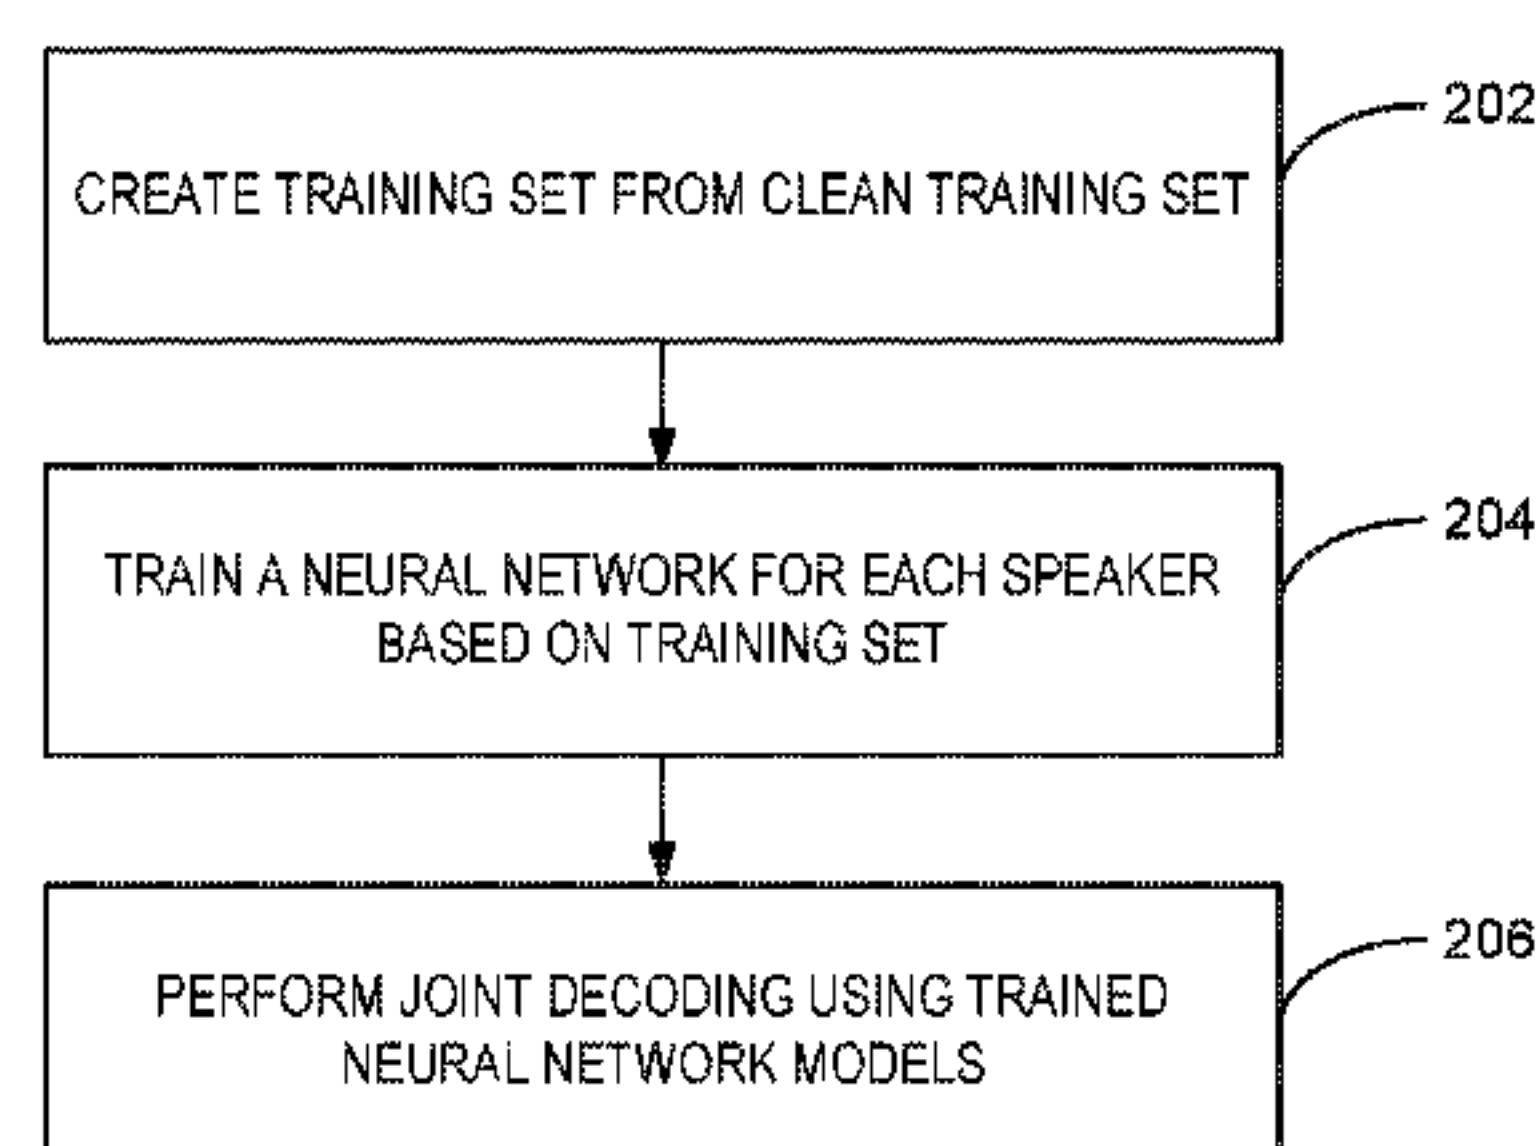 CREATE TRAINING SET FROM CLEAN TRAINING SET
202
TRAIN A NEURAL NETWORK FOR EACH SPEAKER
BASED ON TRAINING SET
204
PERFORM JOINT DECODING USING TRAINED
NEURAL NETWORK MODELS
206